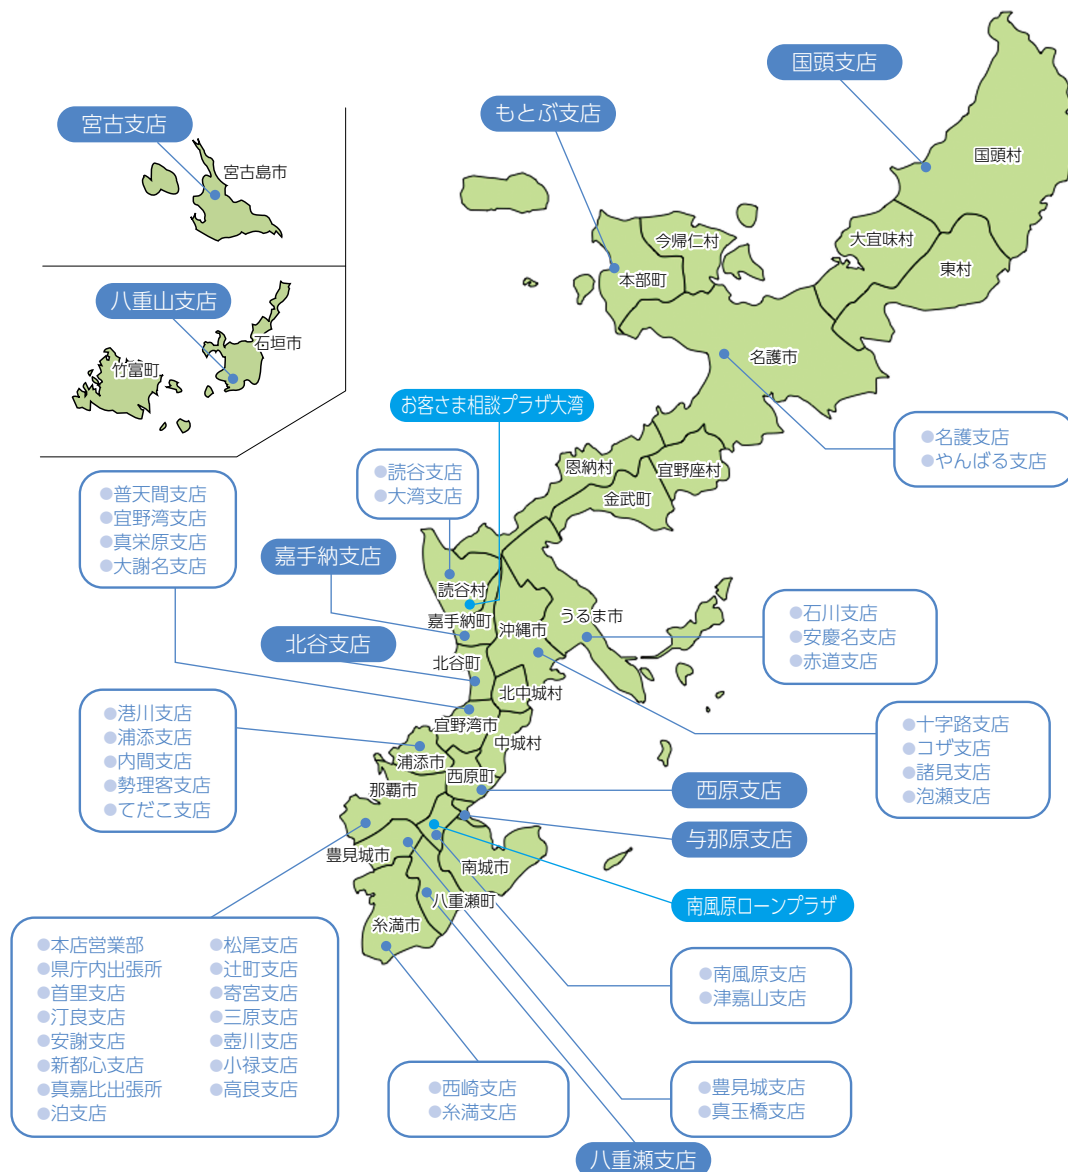 国頭支店
もとぶ支店
宮古支店
宮古島市
国頭村
今帰仁村
大宜味村
本部町
東村
八重山支店
石垣市
竹富町
名護市
お客さま相談プラザ大湾
名護支店
やんばる支店
恩納村
宜野座村
金武町
読谷支店
大湾支店
普天間支店
宜野湾支店
真栄原支店
大謝名支店
嘉手納支店
読谷村
嘉手納町
沖縄市
うるま市
石川支店
安慶名支店
赤道支店
北谷支店
北谷町
北中城村
宜野湾市
中城村
港川支店
浦添支店
内間支店
勢理客支店
てだこ支店
浦添市
西原町
那覇市
十字路支店
コザ支店
諸見支店
泡瀬支店
西原支店
与那原支店
豊見城市
南城市
八重瀬町
糸満市
南風原ローンプラザ
本店営業部
県庁内出張所
首里支店
汀良支店
安謝支店
新都心支店
真嘉比出張所
泊支店
松尾支店
辻町支店
寄宮支店
三原支店
壺川支店
小禄支店
高良支店
南風原支店
津嘉山支店
西崎支店
糸満支店
豊見城支店
真玉橋支店
八重瀬支店